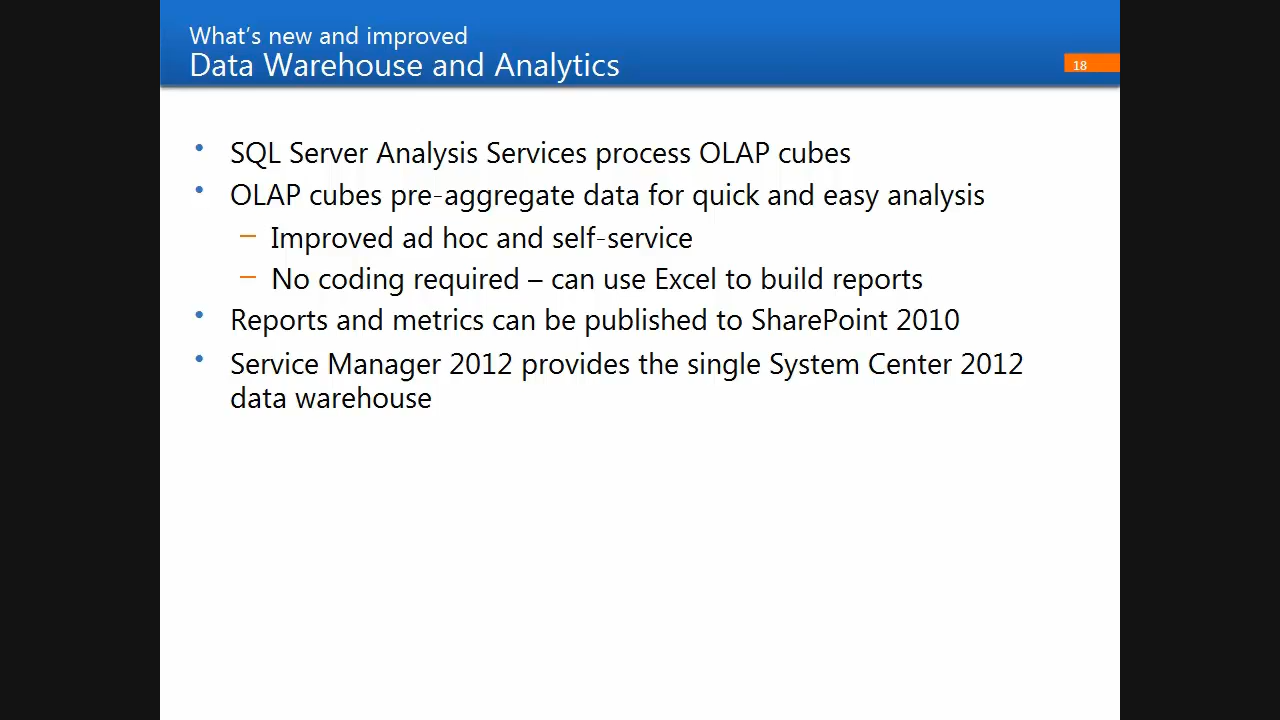 What's new and improved
Data Warehouse and Analytics
18
• SQL Server Analysis Services process OLAP cubes
• OLAP cubes pre-aggregate data for quick and easy analysis
– Improved ad hoc and self-service
– No coding required – can use Excel to build reports
• Reports and metrics can be published to SharePoint 2010
• Service Manager 2012 provides the single System Center 2012
data warehouse